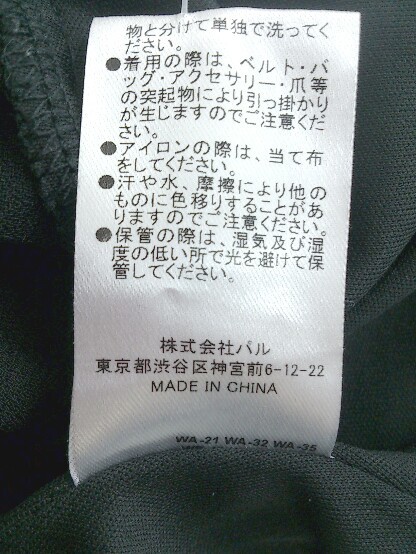 物と分けて単独で洗ってく
ださい。
●着用の際は、ベルト・バ
ッグ・アクセサリー・爪等
の突起物により引っ掛かり
が生じますのでご注意くだ
さい。
●アイロンの際は、当て布
をしてください。
●汗や水、摩擦により他の
ものに色移りすることがあ
りますのでご注意ください。
●保管の際は、湿気及び湿
度の低い所で光を避けて保
管してください。
株式会社パル
東京都渋谷区神宮前6-12-22
MADE IN CHINA
WA-21 WA-32 WA-35